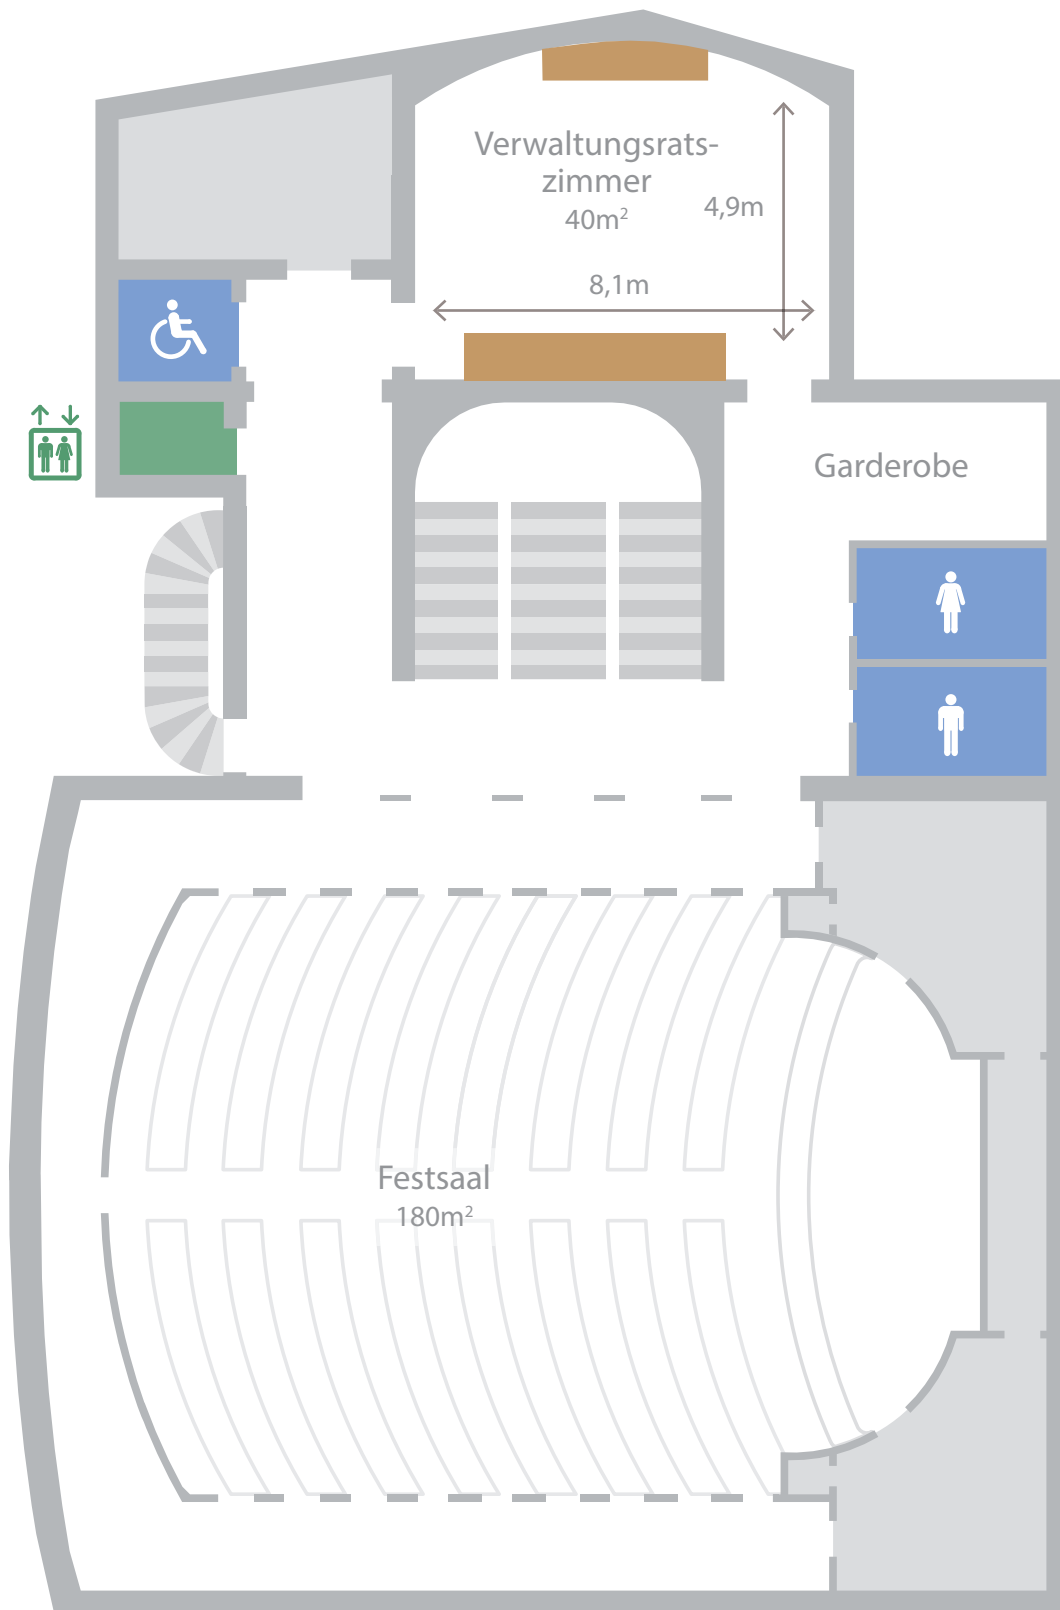 Verwaltungsrats-
zimmer
40m²
4,9m
8,1m
Garderobe
Festsaal
180m²